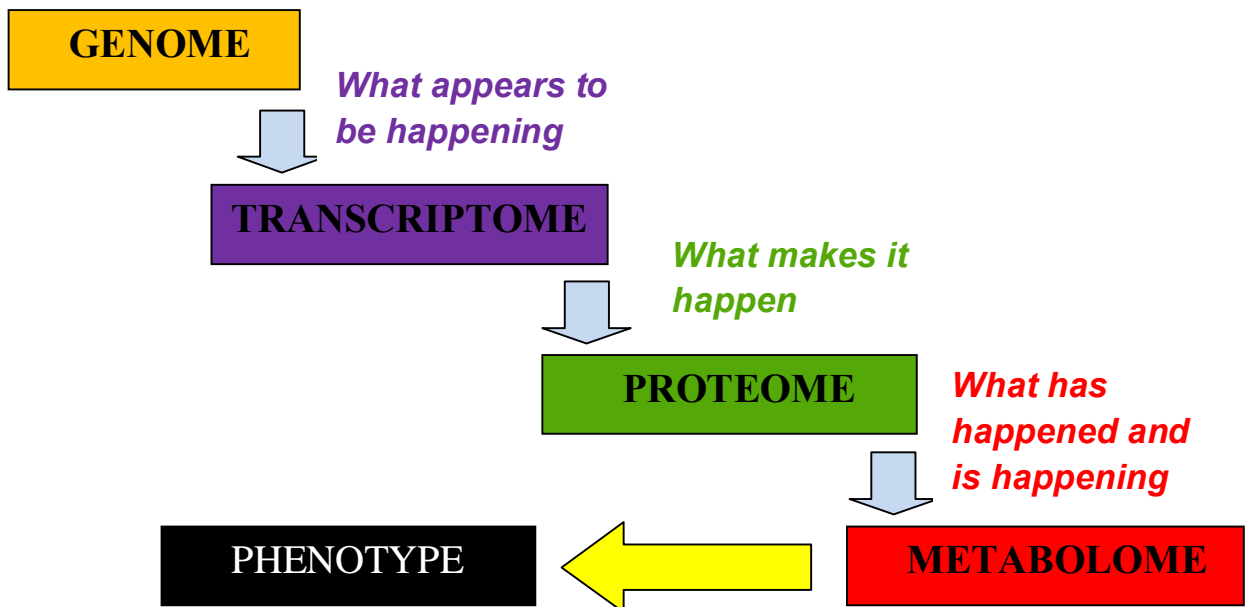 GENOME
What appears to
be happening
TRANSCRIPTOME
What makes it
happen
PROTEOME
What has
happened and
is happening
PHENOTYPE
METABOLOME